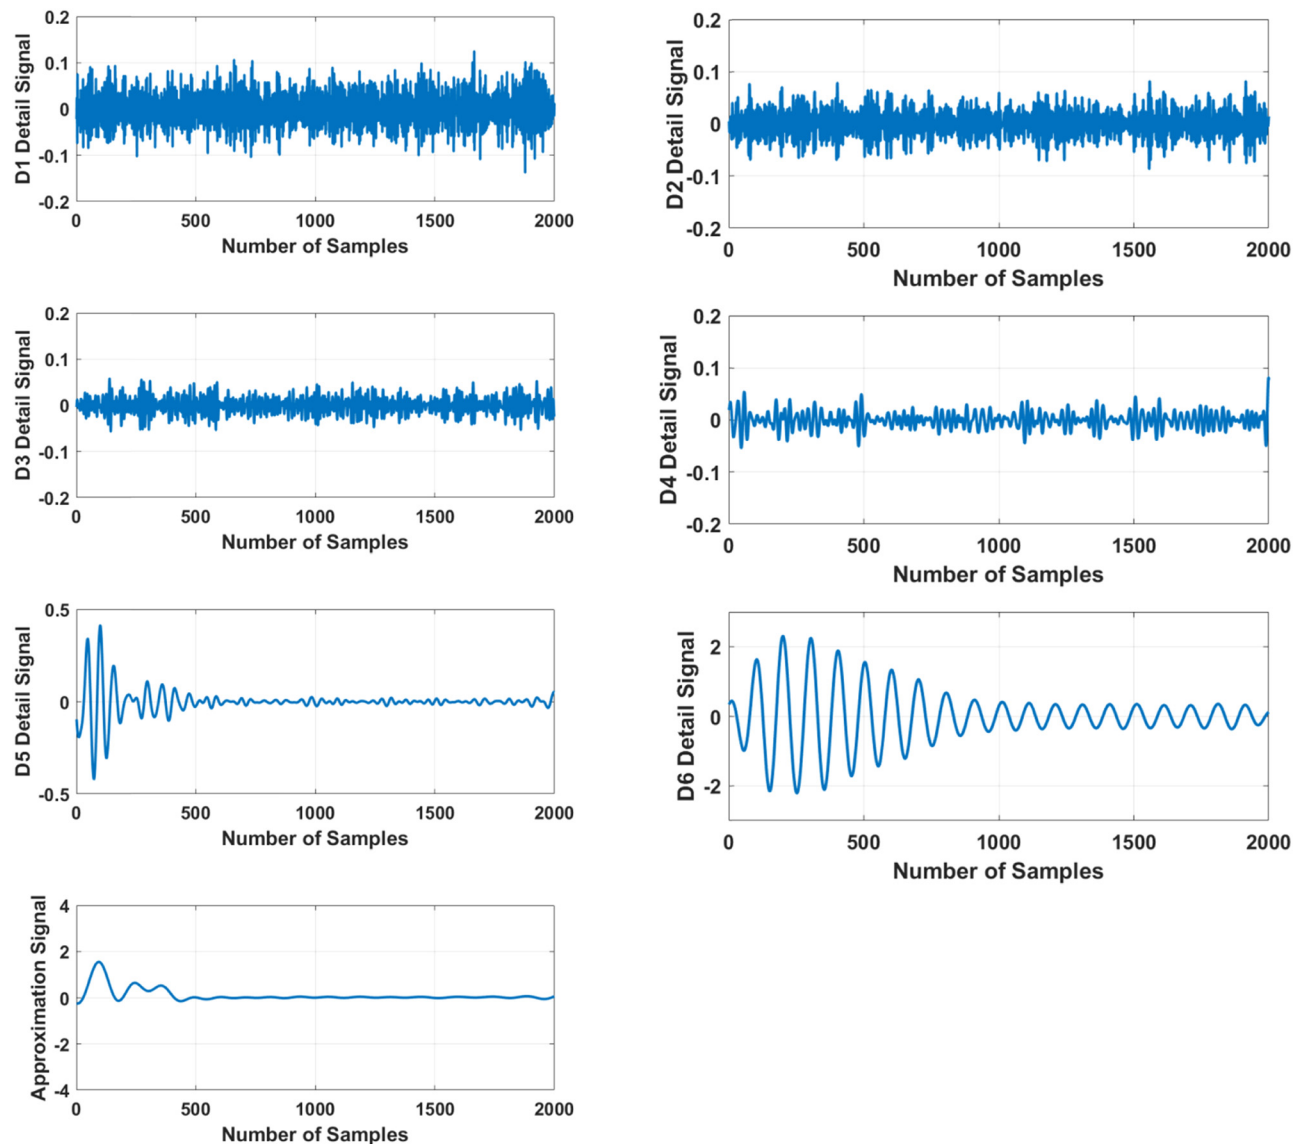 D1 Detail Signal
0.2
0.1
0
-0.1
-0.2
0 500 1000 1500 2000
Number of Samples
D2 Detail Signal
0.2
0.1
0
-0.1
-0.2
0 500 1000 1500 2000
Number of Samples
D3 Detail Signal
0.2
0.1
0
-0.1
-0.2
0 500 1000 1500 2000
Number of Samples
D4 Detail Signal
0.2
0.1
0
-0.1
-0.2
0 500 1000 1500 2000
Number of Samples
D5 Detail Signal
0.5
0
-0.5
0 500 1000 1500 2000
Number of Samples
D6 Detail Signal
2
0
-2
0 500 1000 1500 2000
Number of Samples
Approximation Signal
4
2
0
-2
-4
0 500 1000 1500 2000
Number of Samples